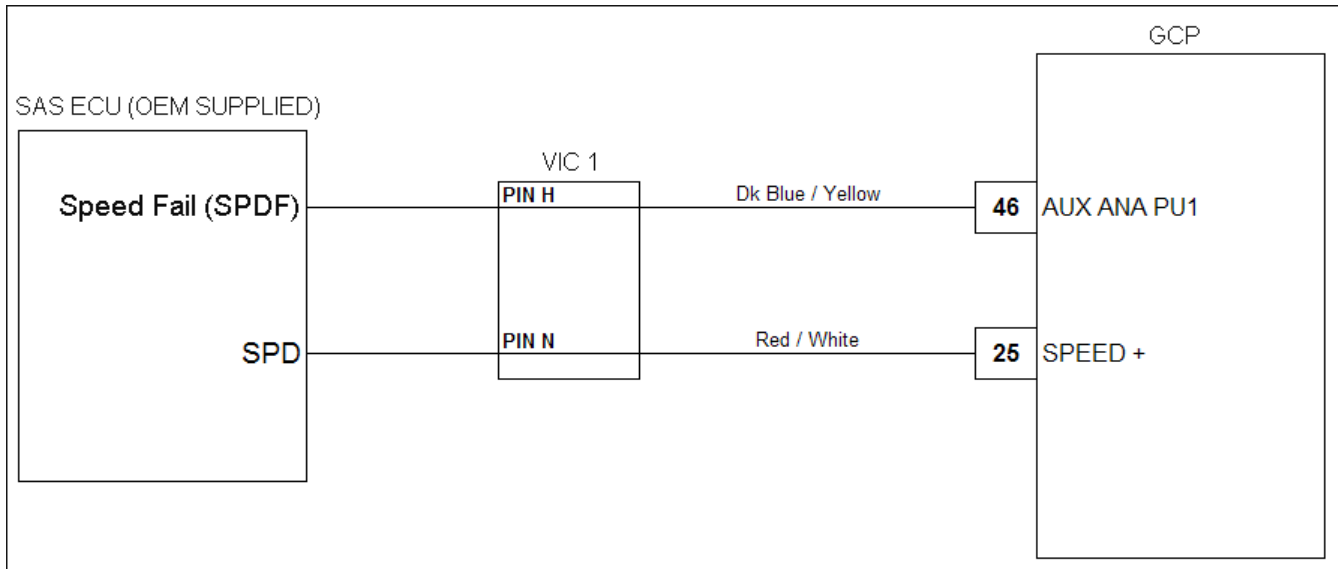 GCP
SAS ECU (OEM SUPPLIED)
VIC 1
Speed Fail (SPDF)
PIN H
Dk Blue / Yellow
46
AUX ANA PU1
SPD
PIN N
Red / White
25
SPEED +